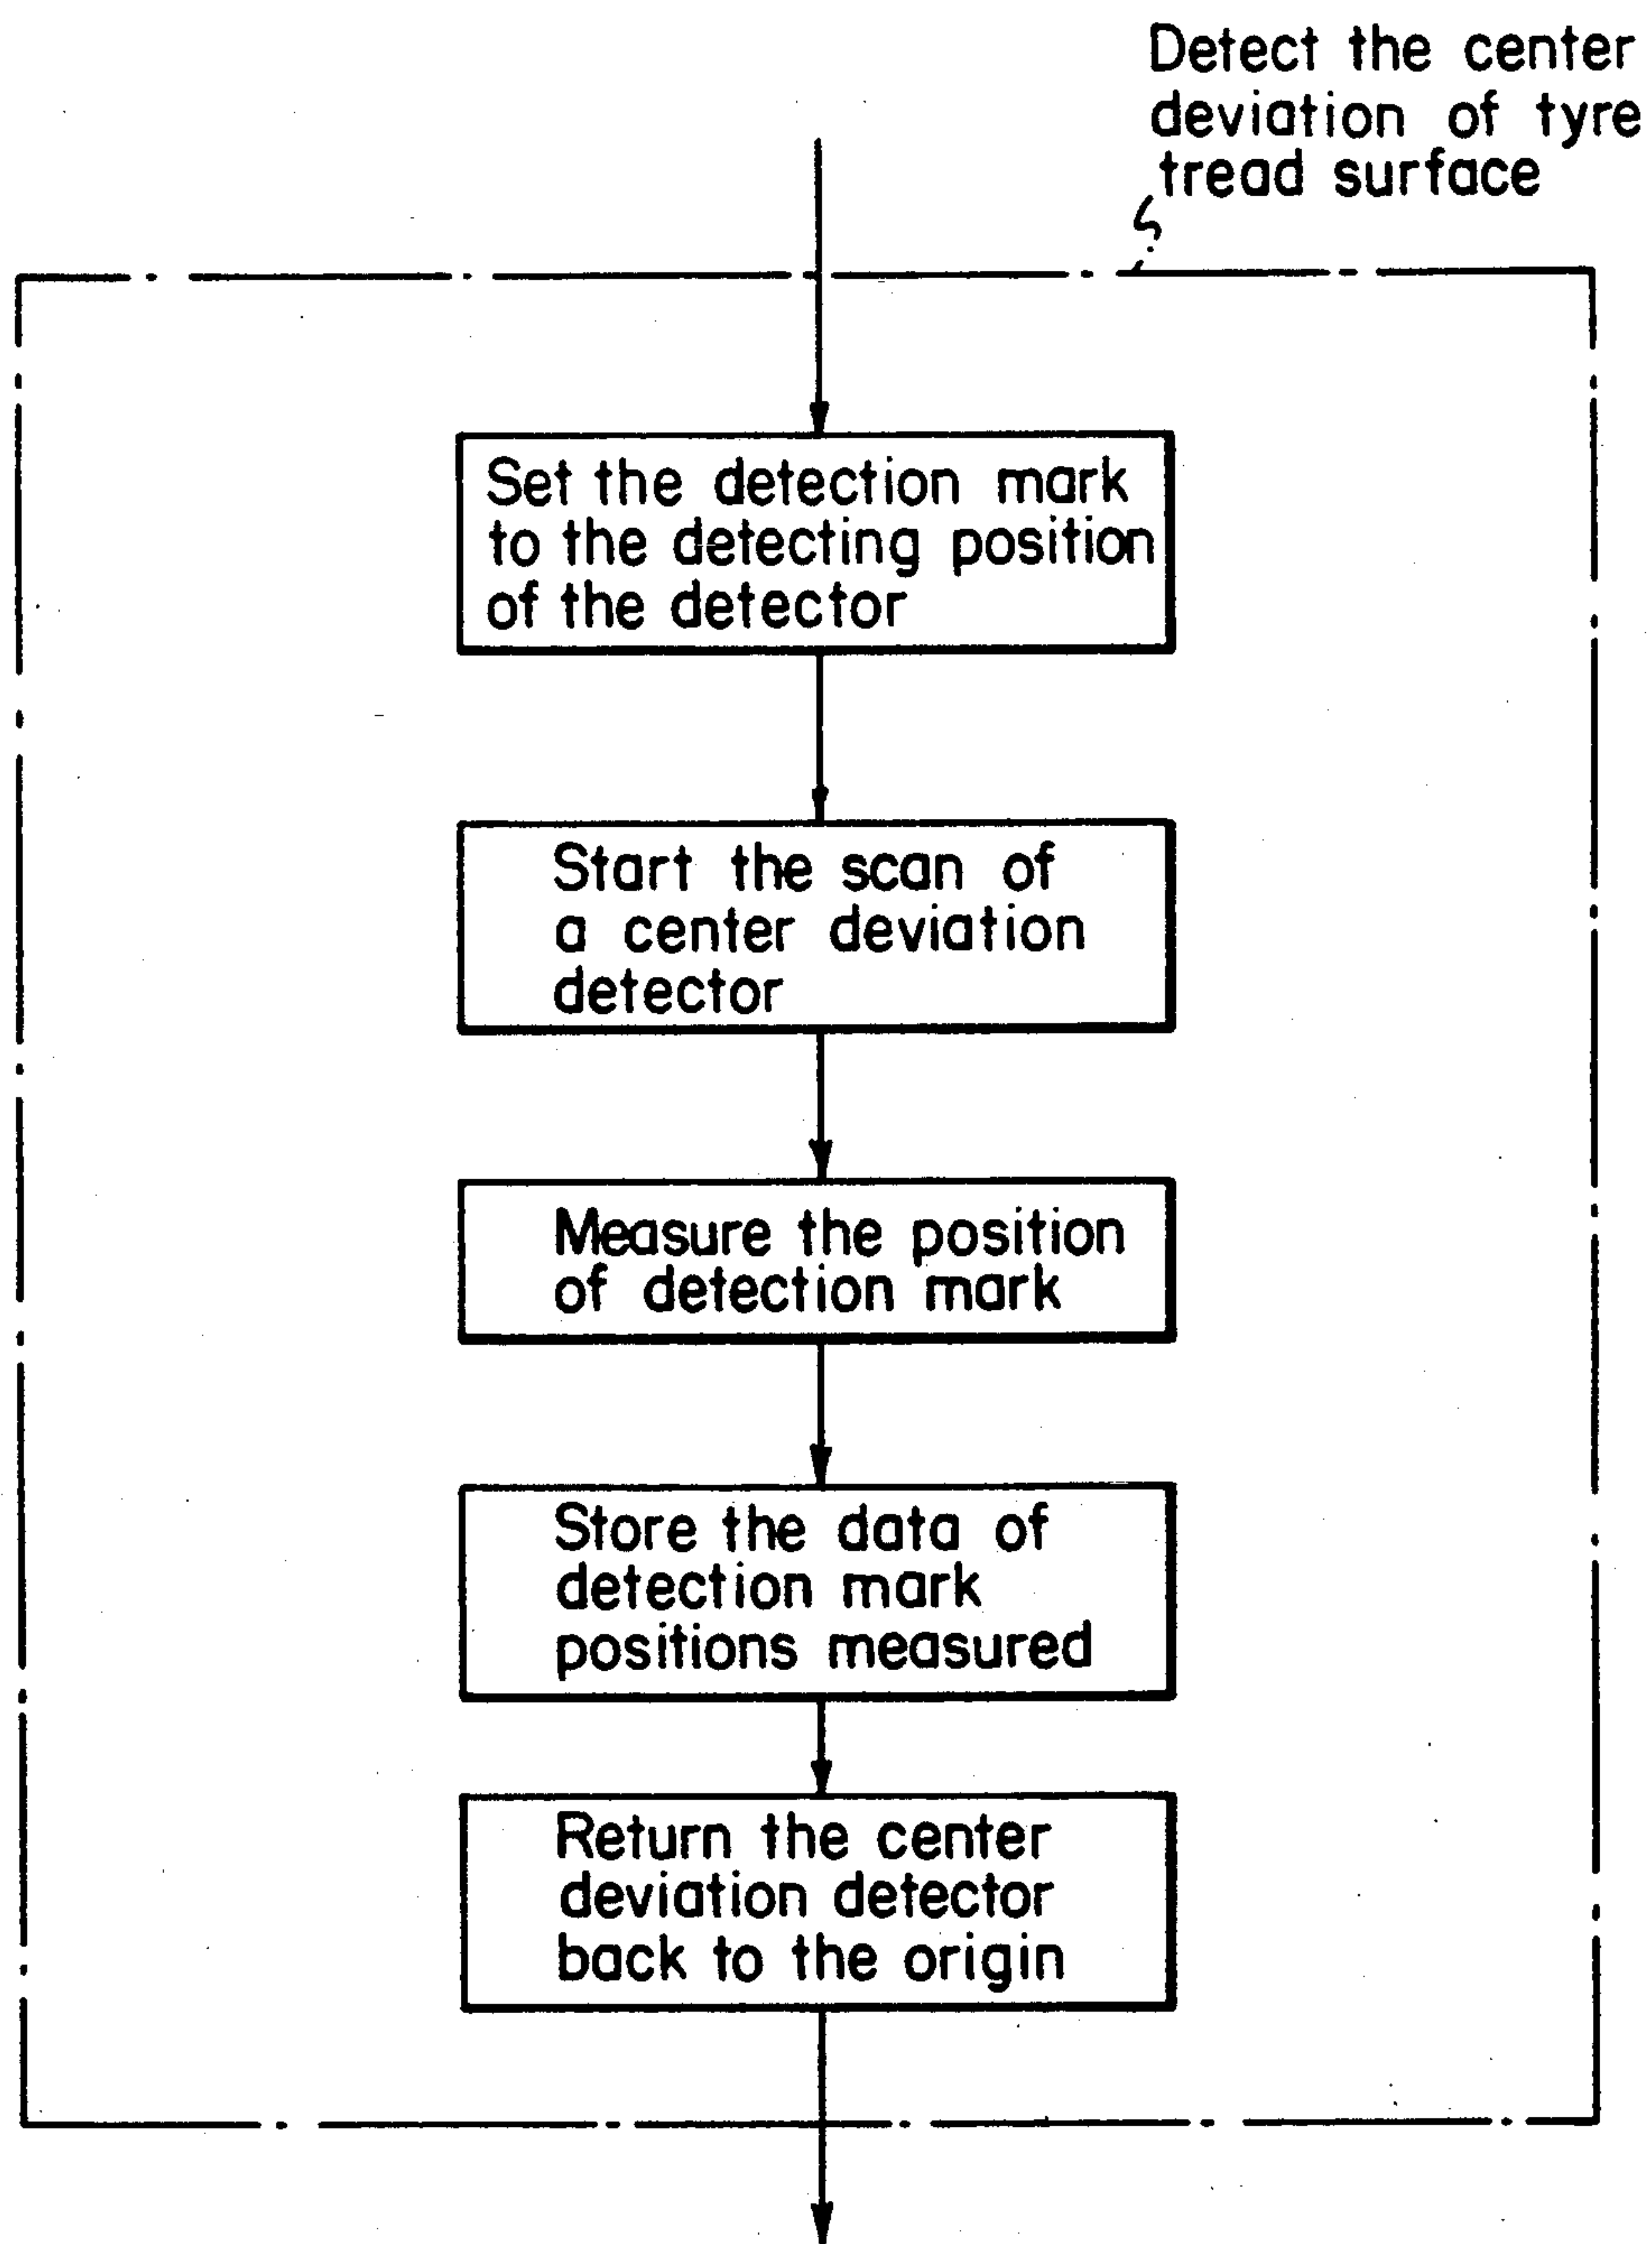 Detect the center
deviation of tyre
tread surface
Set the detection mark
to the detecting position
of the detector
Start the scan of
a center deviation
detector
Measure the position
of detection mark
Store the data of
detection mark
positions measured
Return the center
deviation detector
back to the origin